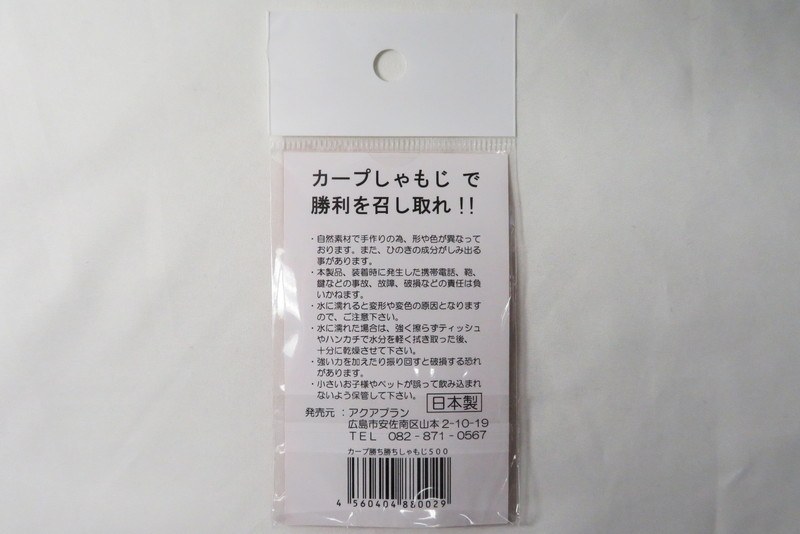 カープしゃもじ で
勝利を召し取れ!!
・自然素材で手作りの為、形や色が異なって
おります。また、ひのきの成分がしみ出る
事があります。
・本製品、装着時に発生した携帯電話、鞄、
鍵などの事故、故障、破損などの責任は負
いかねます。
・水に濡れると変形や変色の原因となります
ので、ご注意下さい。
・水に濡れた場合は、強く擦らずティッシュ
やハンカチで水分を軽く拭き取った後、
十分に乾燥させて下さい。
・強い力を加えたり振り回すと破損する恐れ
があります。
・小さいお子様やペットが誤って飲み込まれ
ないよう保管して下さい。
日本製
発売元：アクアプラン
広島市安佐南区山本2-10-19
TEL 082-871-0567
カープ勝ち勝ちしゃもじ500
4 560404 880029